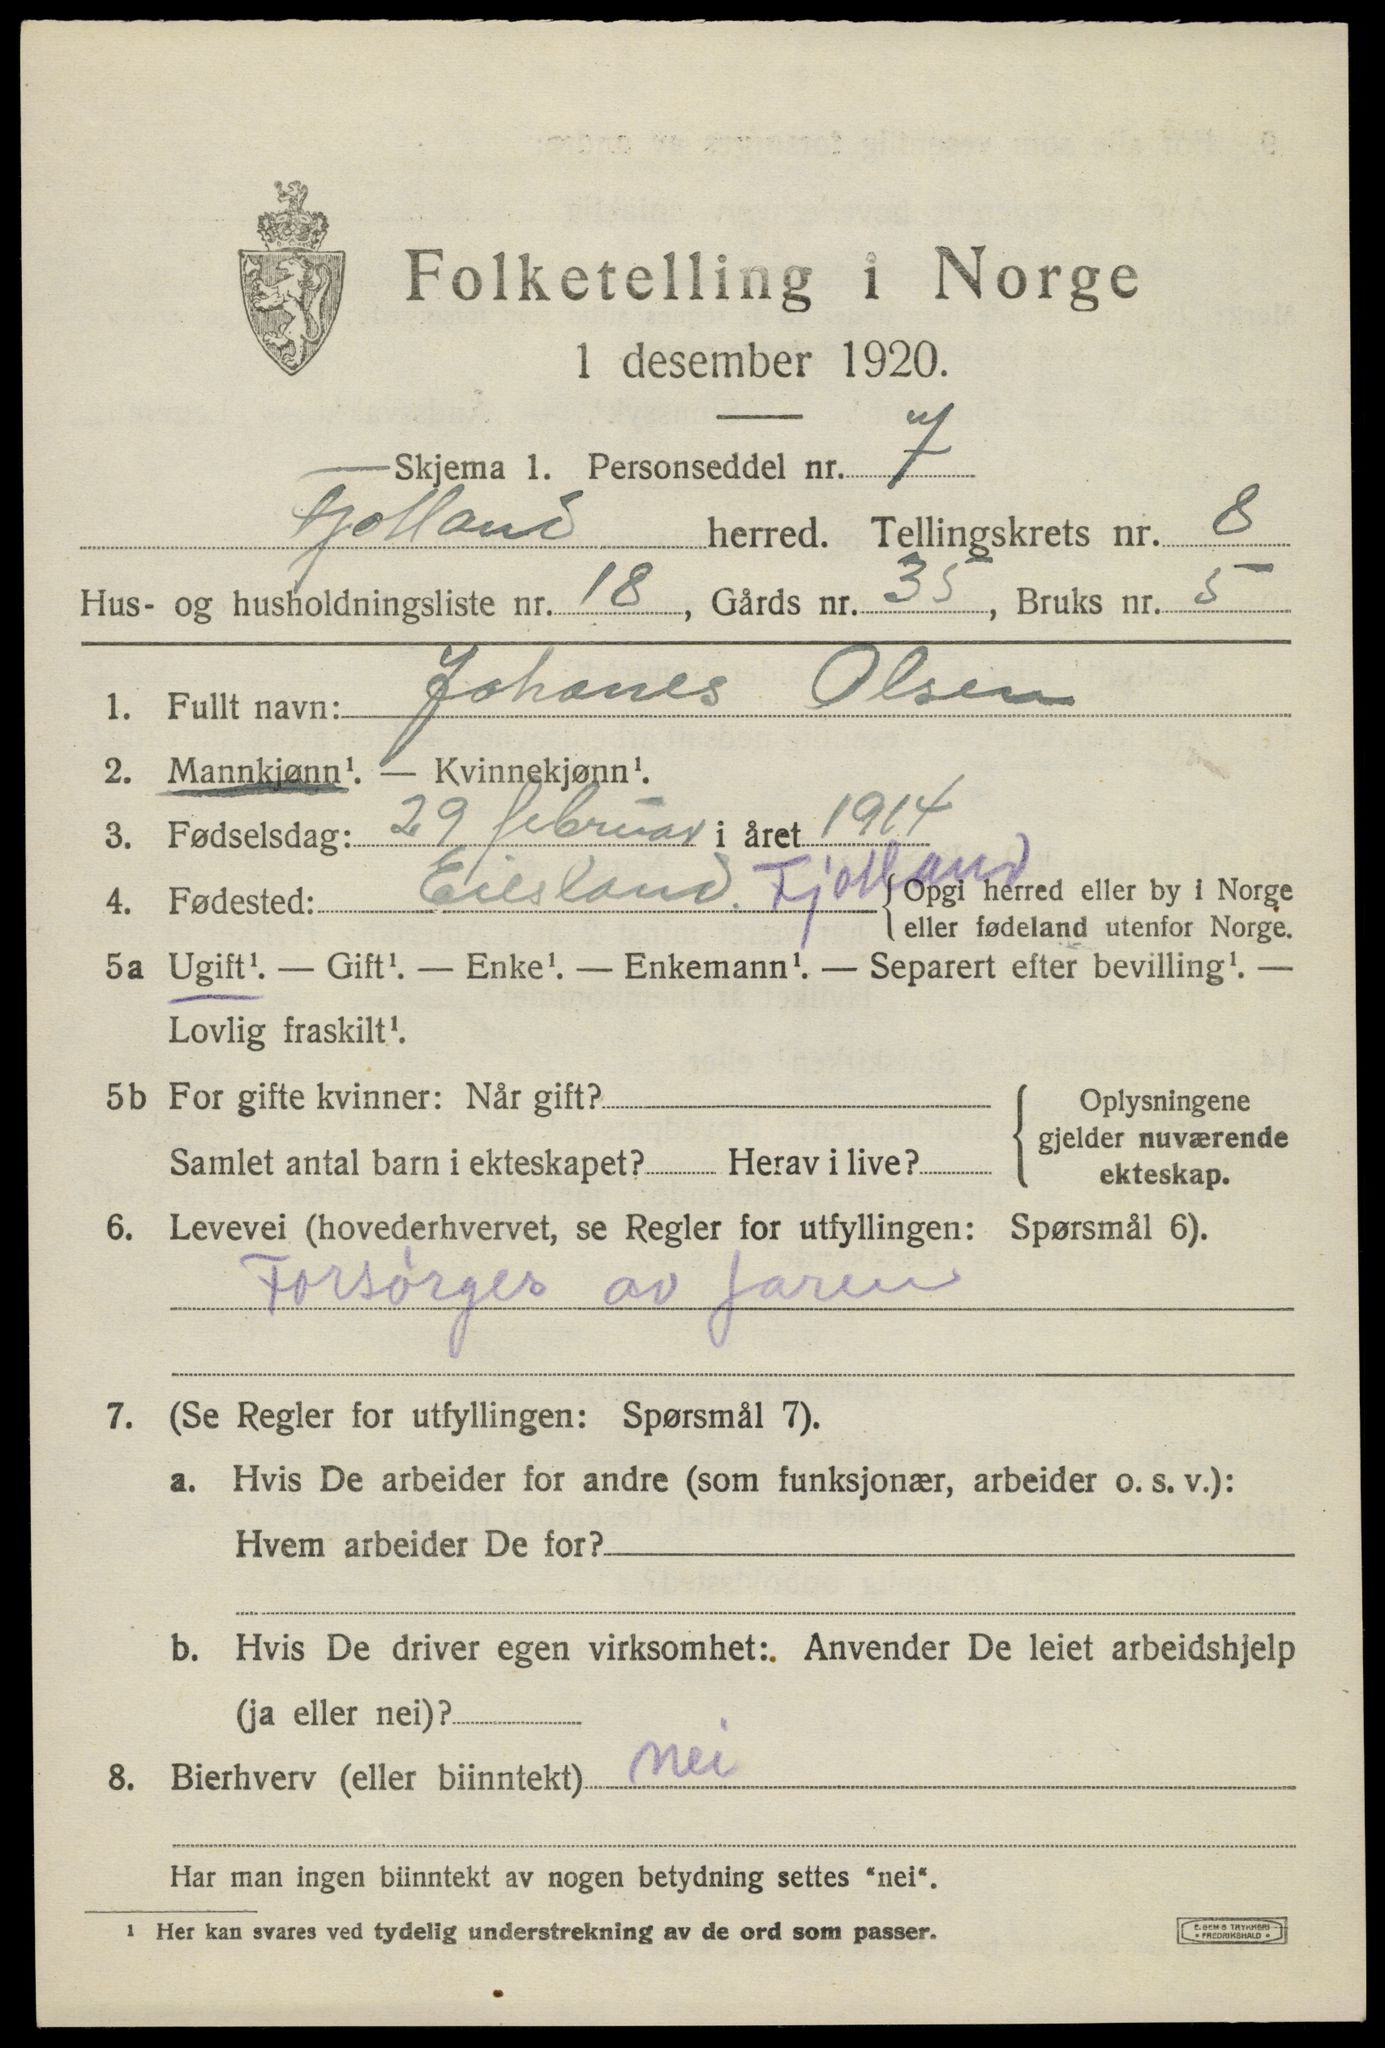 Folketelling i Norge
1 desember 1920.
Skjema 1. Personseddel nr. 7
Fjotland herred. Tellingskrets nr. 8
Hus- og husholdningsliste nr. 18, Gårds nr. 35, Bruks nr. 5
1. Fullt navn: Johanes Olsen
2. Mannkjønn¹. — Kvinnekjønn¹.
3. Fødselsdag: 29 februar i året 1914
4. Fødested: Eilsland. Fjotland {Opgi herred eller by i Norge
eller fødeland utenfor Norge.
5a Ugift¹. — Gift¹. — Enke¹. — Enkemann¹. — Separert efter bevilling¹. —
Lovlig fraskilt¹.
5b For gifte kvinner: Når gift?
Samlet antal barn i ekteskapet? Herav i live?
{ Oplysningene
gjelder nuværende
ekteskap.
6. Levevei (hovederhvervet, se Regler for utfyllingen: Spørsmål 6).
Forsørges av faren
7. (Se Regler for utfyllingen: Spørsmål 7).
a. Hvis De arbeider for andre (som funksjonær, arbeider o. s. v.):
Hvem arbeider De for?
b. Hvis De driver egen virksomhet: Anvender De leiet arbeidshjelp
(ja eller nei)?
8. Bierhverv (eller biinntekt) nei
Har man ingen biinntekt av nogen betydning settes "nei".
¹ Her kan svares ved tydelig understrekning av de ord som passer.
E. SEM'S TRYKKERI
• FREDRIKSHALD •